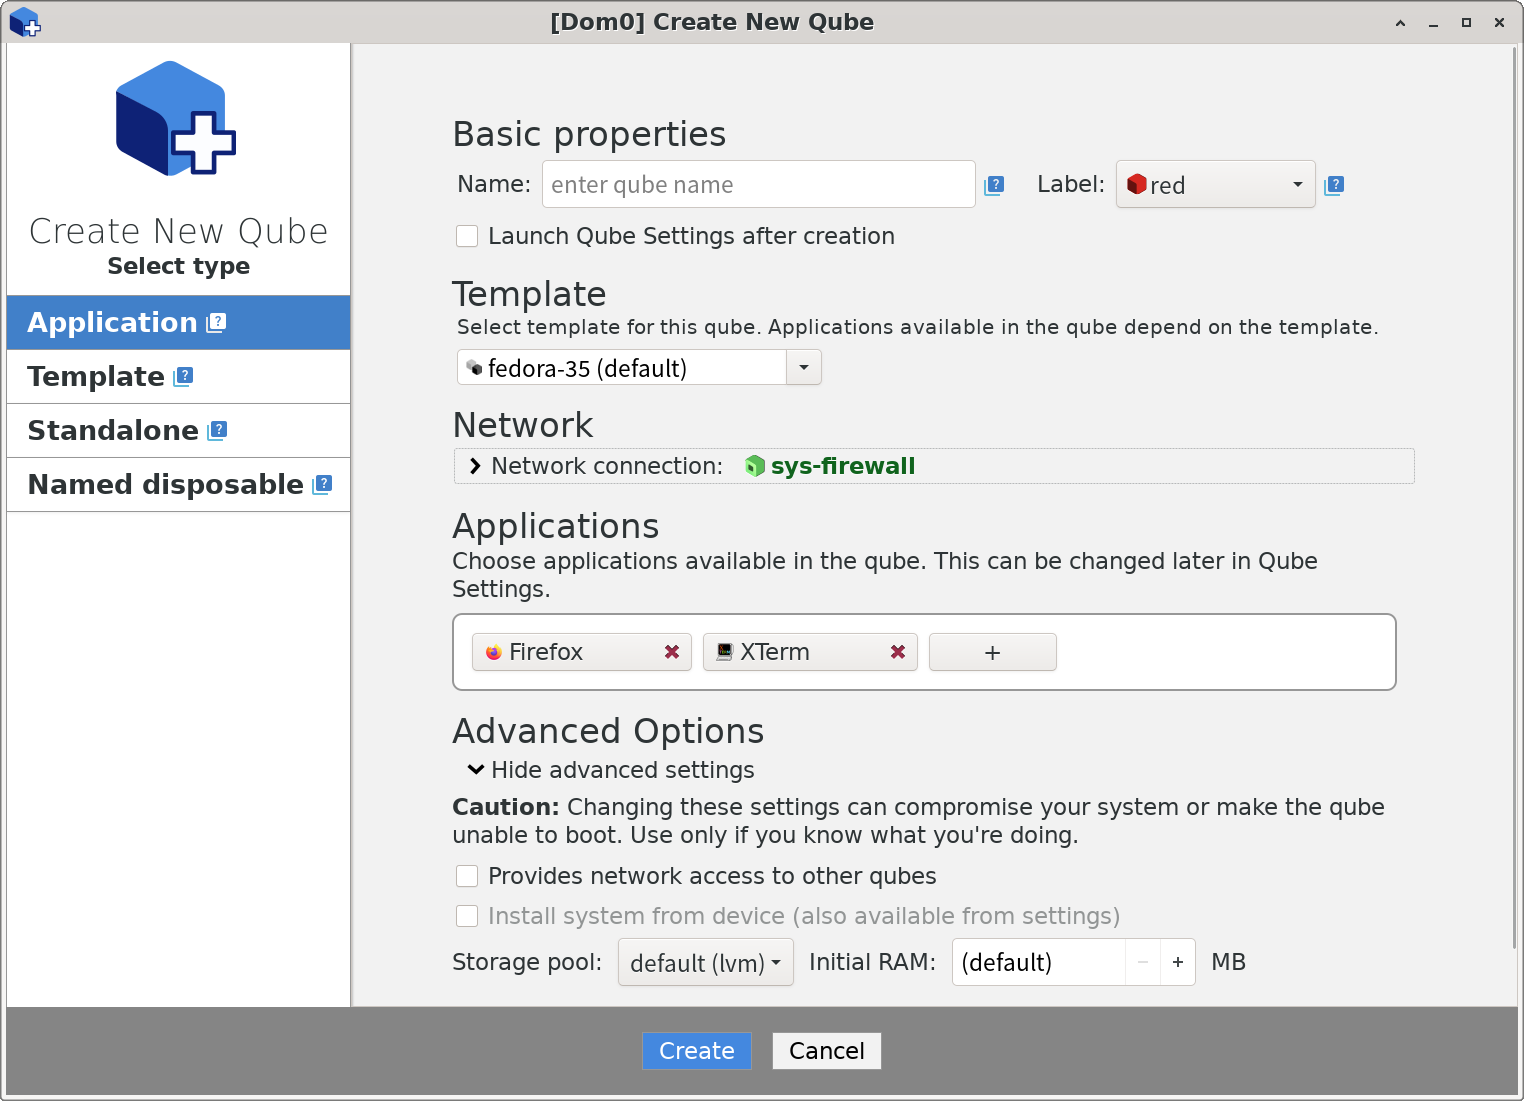 [Dom0] Create New Qube
Create New Qube
Select type
Application ?
Template ?
Standalone ?
Named disposable ?
Basic properties
Name: enter qube name ? Label: red ?
Launch Qube Settings after creation
Template
Select template for this qube. Applications available in the qube depend on the template.
fedora-35 (default)
Network
Network connection: sys-firewall
Applications
Choose applications available in the qube. This can be changed later in Qube
Settings.
Firefox XTerm +
Advanced Options
Hide advanced settings
Caution: Changing these settings can compromise your system or make the qube
unable to boot. Use only if you know what you're doing.
Provides network access to other qubes
Install system from device (also available from settings)
Storage pool: default (lvm) Initial RAM: (default) − + MB
Create Cancel